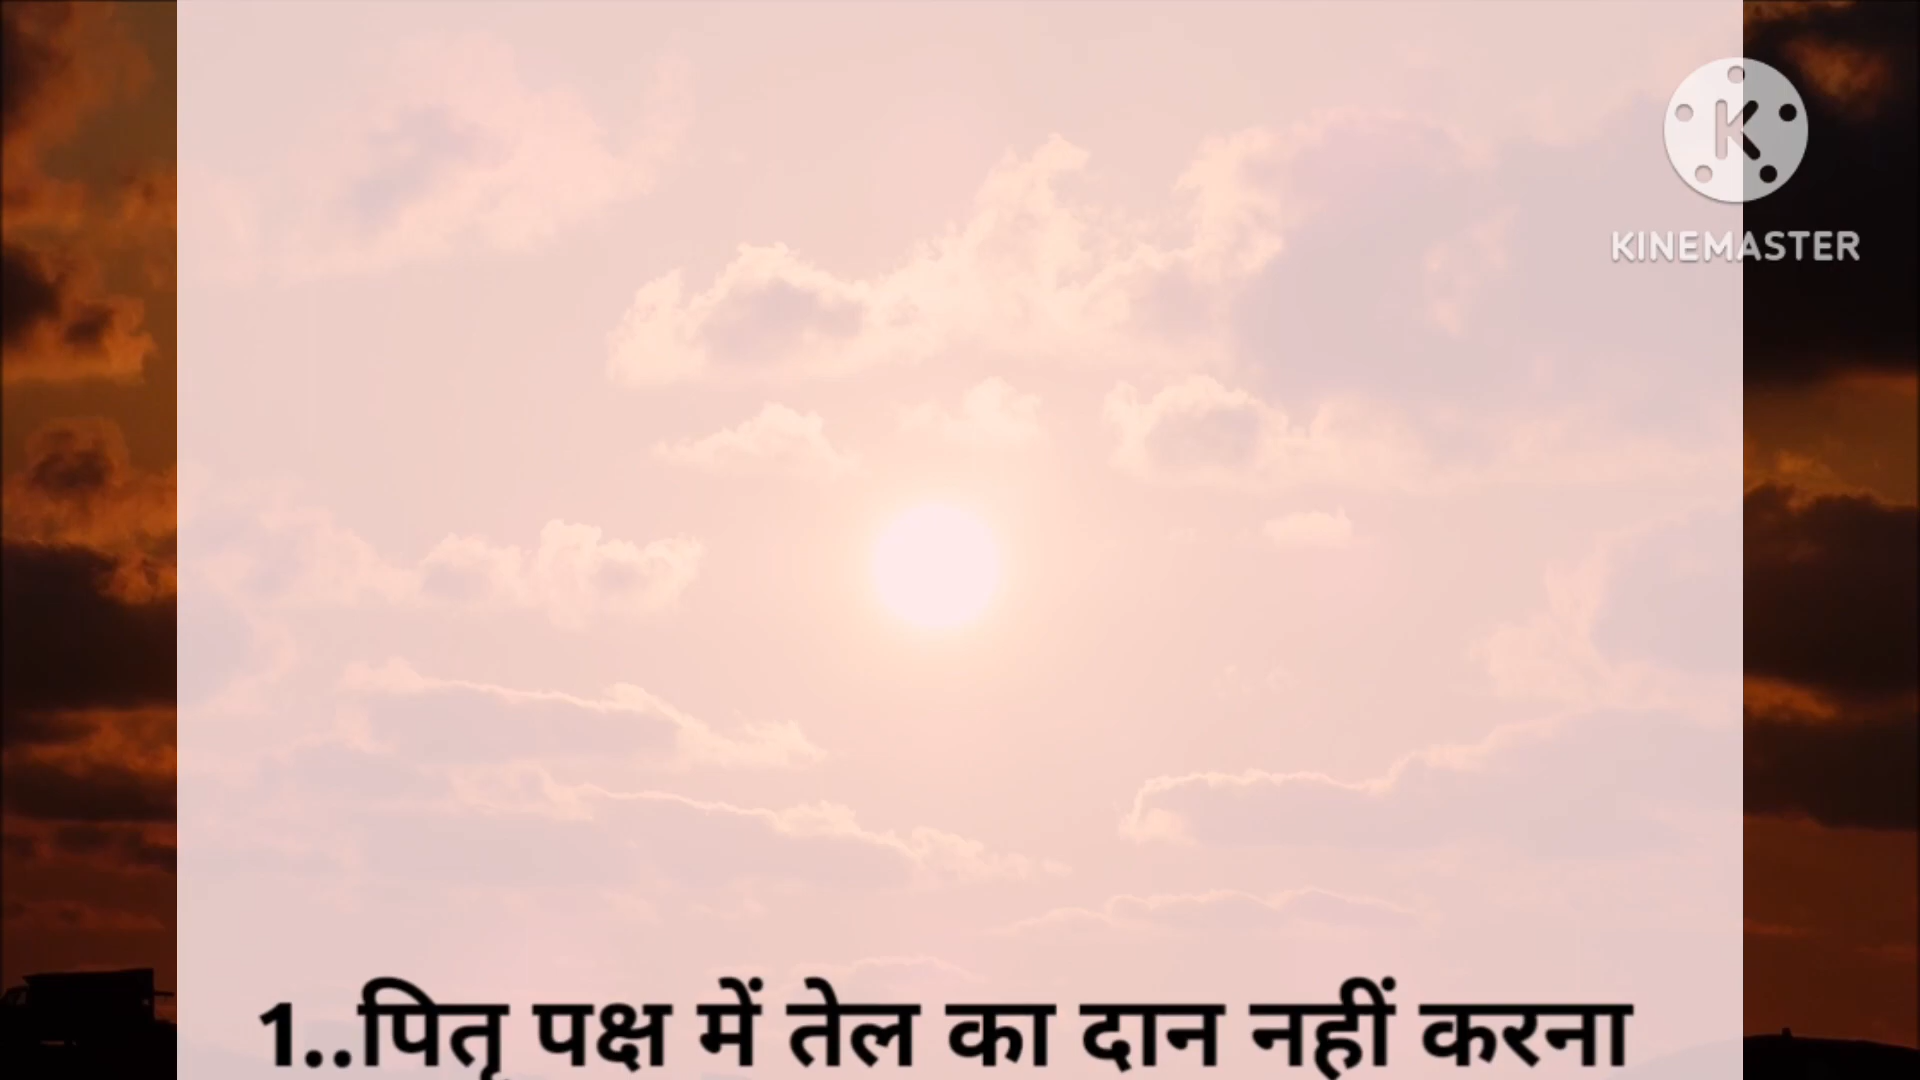 KINEMASTER
1..पितृ पक्ष में तेल का दान नहीं करना